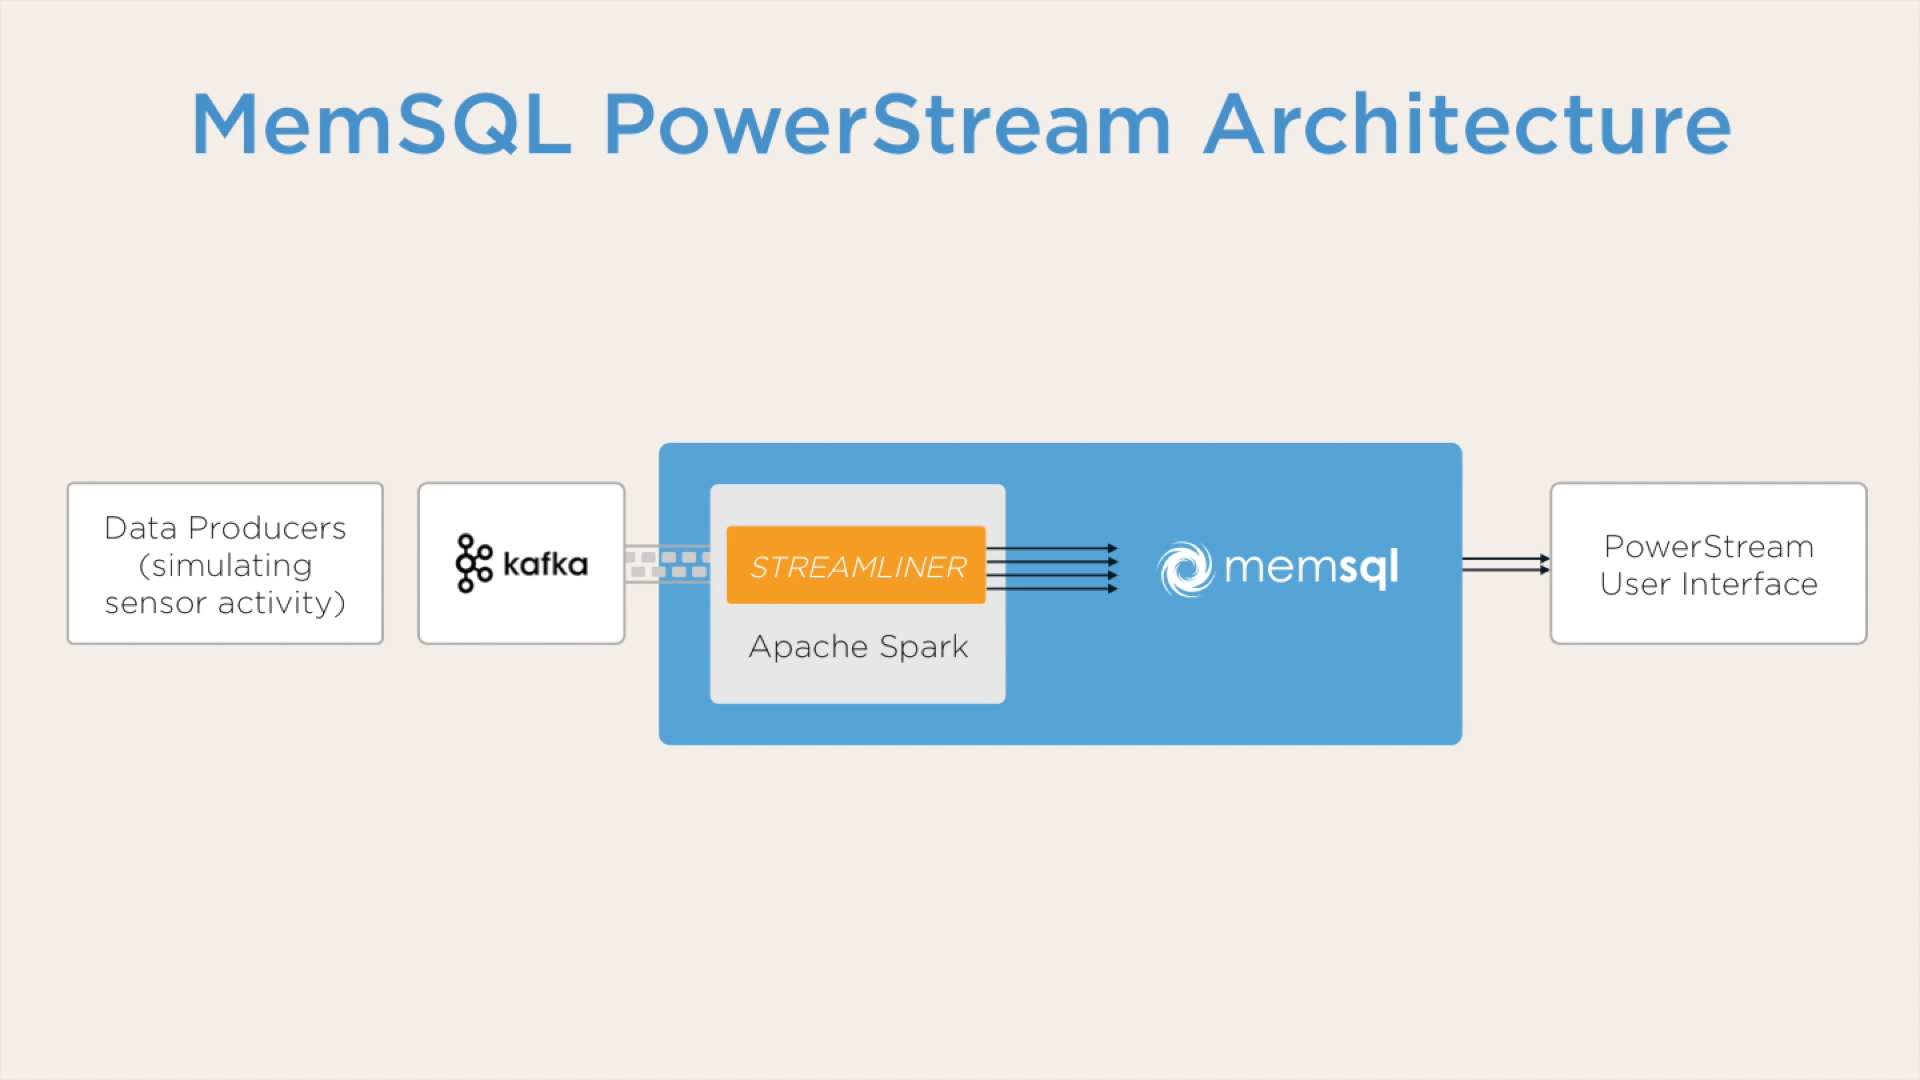 MemSQL PowerStream Architecture
Data Producers
(simulating
sensor activity)
kafka
STREAMLINER
Apache Spark
memsql
PowerStream
User Interface